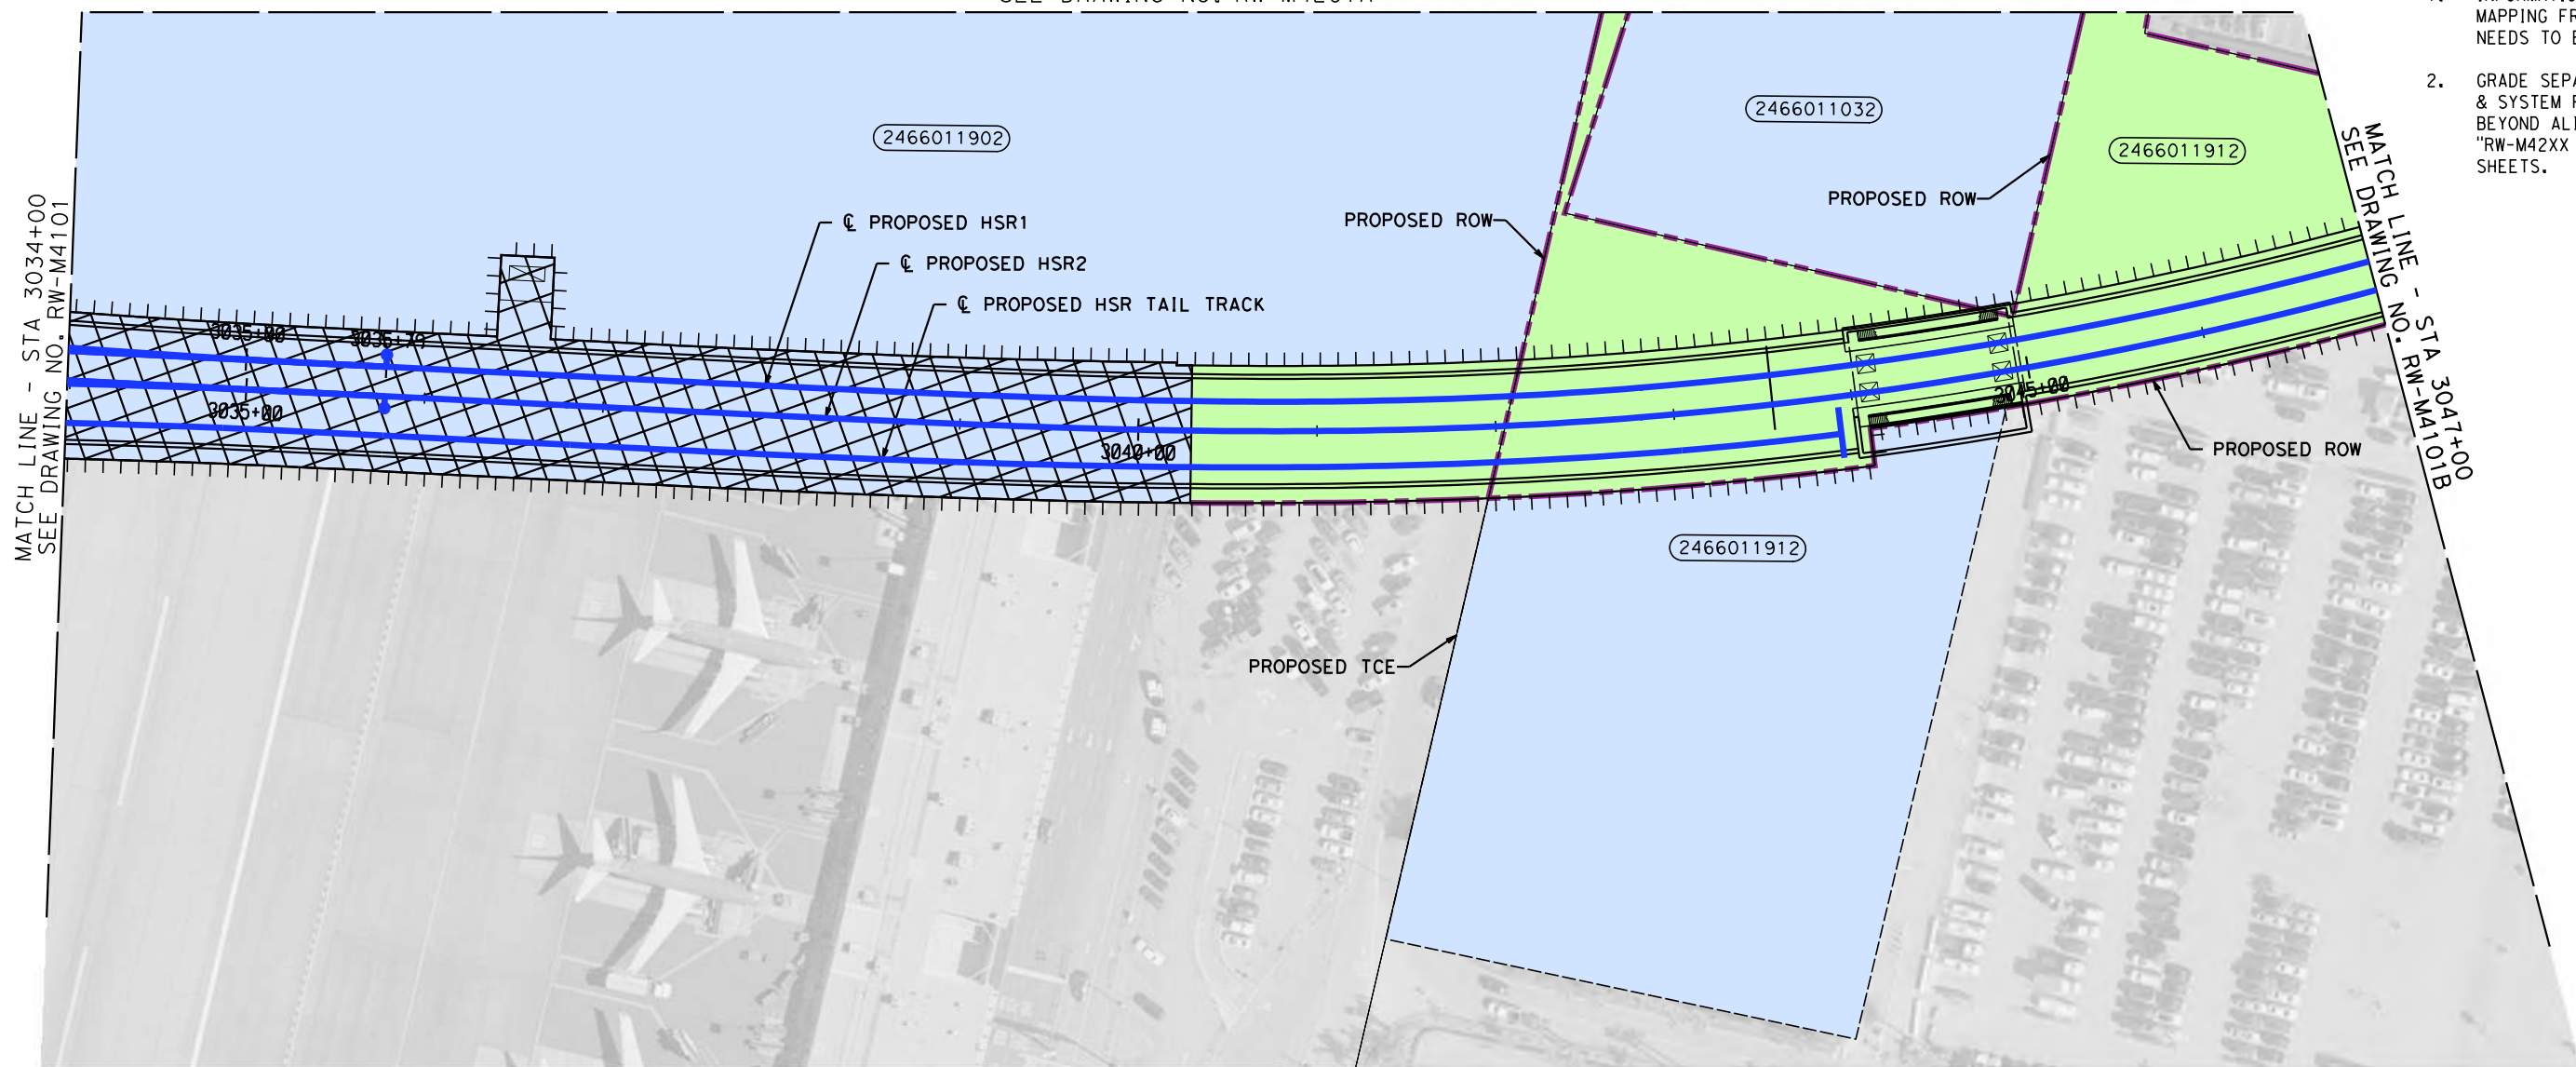 MAPPING FR
NEEDS TO B
2. GRADE SEPA
& SYSTEM F
BEYOND ALI
"RW-M42XX
SHEETS.
2466011902
2466011032
2466011912
PROPOSED ROW
PROPOSED ROW
℄ PROPOSED HSR1
℄ PROPOSED HSR2
℄ PROPOSED HSR TAIL TRACK
MATCH LINE - STA 3034+00
SEE DRAWING NO. RW-M4101
MATCH LINE - STA 3047+00
SEE DRAWING NO. RW-M4101B
3035+00
3035+79
3035+00
3040+00
3045+00
PROPOSED ROW
2466011912
PROPOSED TCE